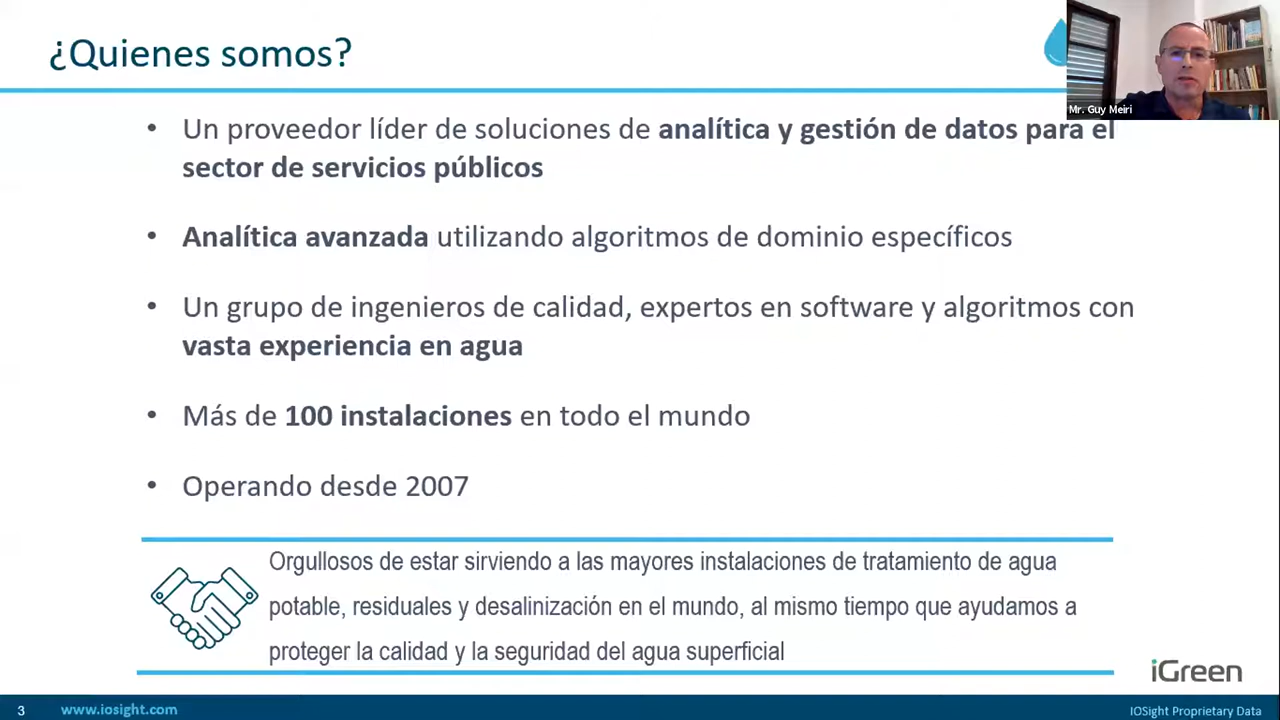 ¿Quienes somos?
Mr. Guy Meiri
• Un proveedor líder de soluciones de analítica y gestión de datos para el
sector de servicios públicos
• Analítica avanzada utilizando algoritmos de dominio específicos
• Un grupo de ingenieros de calidad, expertos en software y algoritmos con
vasta experiencia en agua
• Más de 100 instalaciones en todo el mundo
• Operando desde 2007
Orgullosos de estar sirviendo a las mayores instalaciones de tratamiento de agua
potable, residuales y desalinización en el mundo, al mismo tiempo que ayudamos a
proteger la calidad y la seguridad del agua superficial
iGreen
3 www.iosight.com
IOSight Proprietary Data